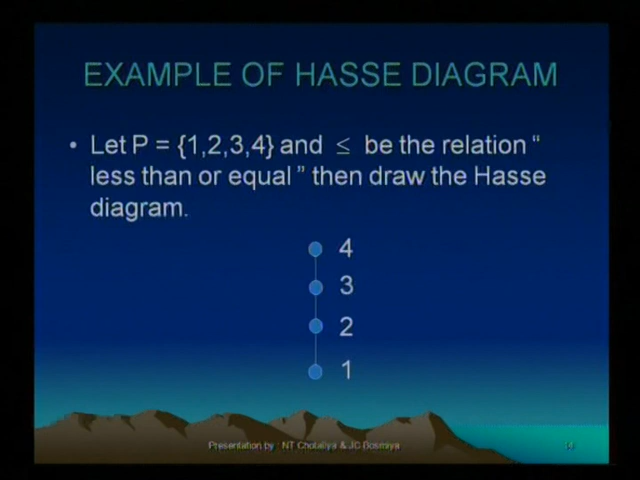 EXAMPLE OF HASSE DIAGRAM
• Let P = {1,2,3,4} and ≤ be the relation “
less than or equal ” then draw the Hasse
diagram.
4
3
2
1
Presentation by : NT Chotaliya & JC Bosmiya